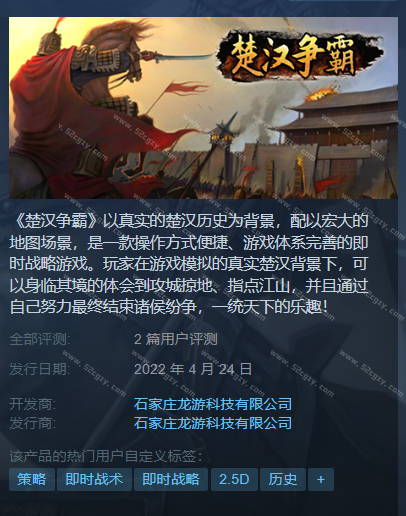 楚汉争霸
《楚汉争霸》以真实的楚汉历史为背景，配以宏大的
地图场景，是一款操作方式便捷、游戏体系完善的即
时战略游戏。玩家在游戏模拟的真实楚汉背景下，可
以身临其境的体会到攻城掠地、指点江山，并且通过
自己努力最终结束诸侯纷争，一统天下的乐趣！
全部评测: 2 篇用户评测
发行日期: 2022 年 4 月 24 日
开发商: 石家庄龙游科技有限公司
发行商: 石家庄龙游科技有限公司
该产品的热门用户自定义标签：
策略 即时战术 即时战略 2.5D 历史 +
www.52cgzy.com